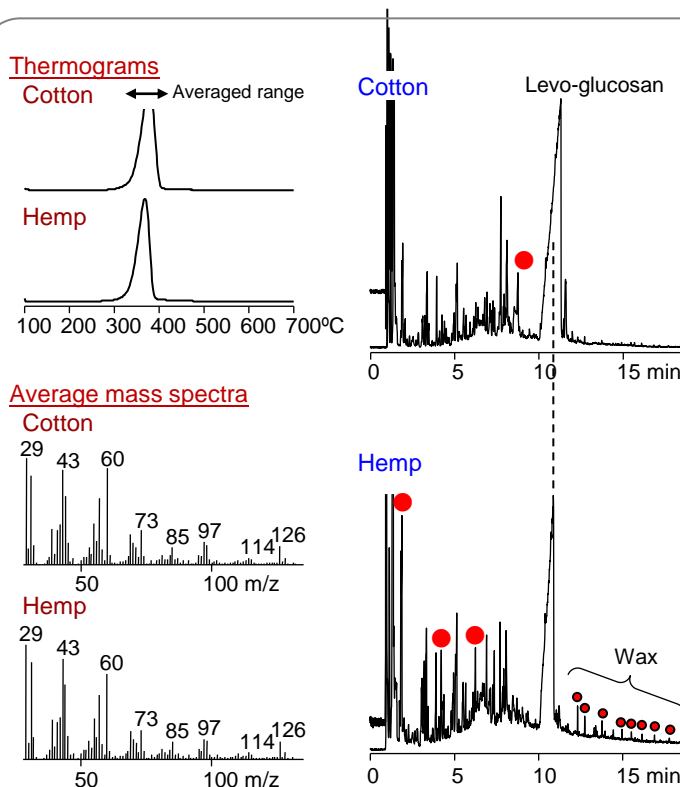 Thermograms
Cotton
Averaged range
Hemp
100 200 300 400 500 600 700ºC
Average mass spectra
Cotton
29 43 60 73 85 97 114 126
50 100 m/z
Hemp
29 43 60 73 85 97 114 126
50 100 m/z
Cotton
Levo-glucosan
0 5 10 15 min
Hemp
Wax
0 5 10 15 min